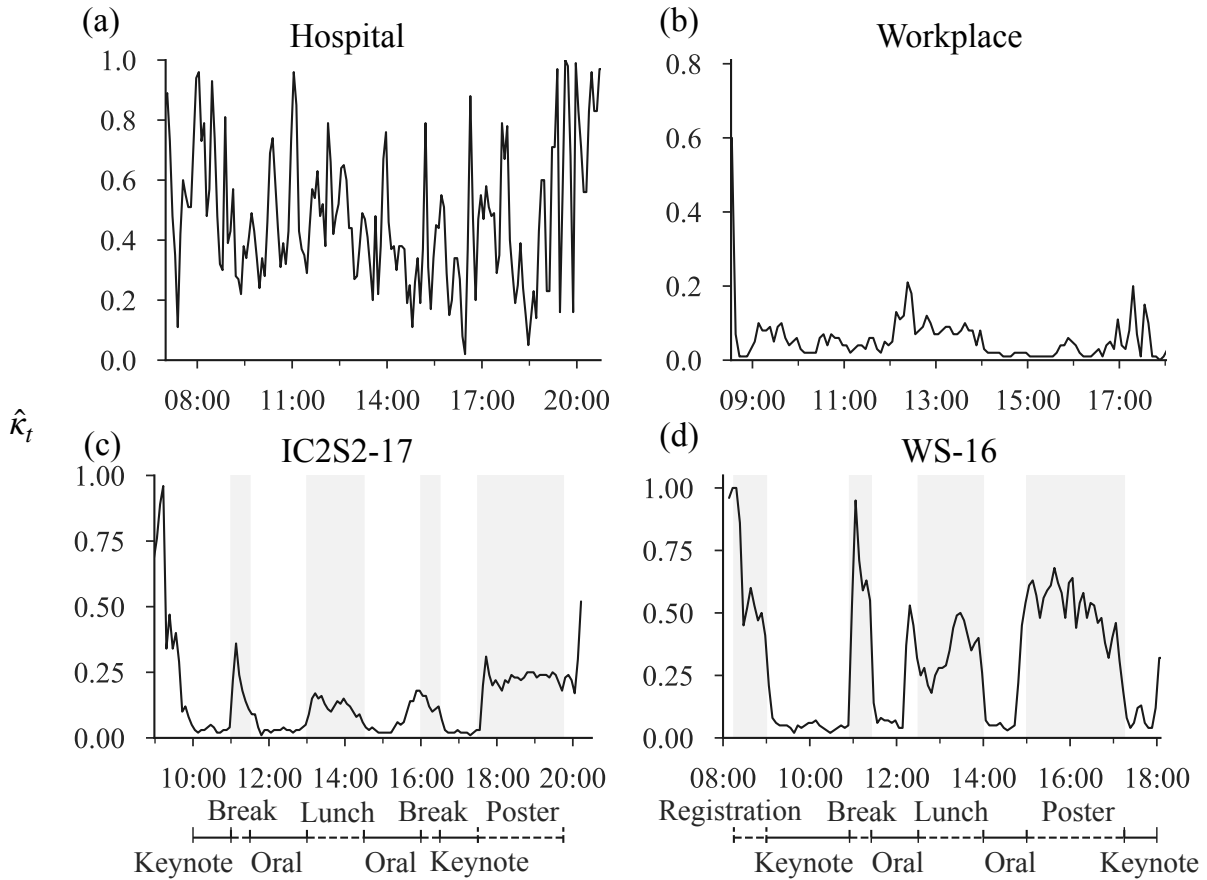 (a) Hospital
1.0
0.8
0.6
0.4
0.2
0.0
08:00 11:00 14:00 17:00 20:00
(b) Workplace
0.8
0.6
0.4
0.2
0.0
09:00 11:00 13:00 15:00 17:00
κ̂ₜ
(c) IC2S2-17
1.00
0.75
0.50
0.25
0.00
10:00 12:00 14:00 16:00 18:00 20:00
Break Lunch Break Poster
Keynote Oral Oral Keynote
(d) WS-16
1.00
0.75
0.50
0.25
0.00
08:00 10:00 12:00 14:00 16:00 18:00
Registration Break Lunch Poster
Keynote Oral Oral Keynote